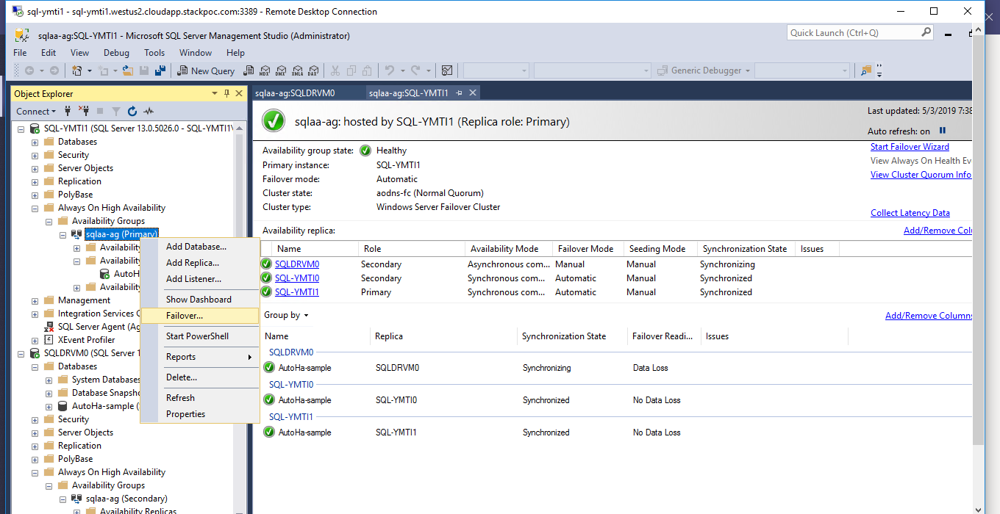 sql-ymti1 - sql-ymti1.westus2.cloudapp.stackpoc.com:3389 - Remote Desktop Connection
sqlaa-ag:SQL-YMTI1 - Microsoft SQL Server Management Studio (Administrator)
Quick Launch (Ctrl+Q)
File Edit View Debug Tools Window Help
New Query MDX DMX XMLA DAX Generic Debugger
Object Explorer
Connect
SQL-YMTI1 (SQL Server 13.0.5026.0 - SQL-YMTI1\
Databases
Security
Server Objects
Replication
PolyBase
Always On High Availability
Availability Groups
sqlaa-ag (Primary)
Availability
Availability
AutoH
Availability
Management
Integration Services C
SQL Server Agent (Ag
XEvent Profiler
SQLDRVM0 (SQL Server 1
Databases
System Databases
Database Snapsho
AutoHa-sample (
Security
Server Objects
Replication
PolyBase
Always On High Availability
Availability Groups
sqlaa-ag (Secondary)
Availability Replicas
Add Database...
Add Replica...
Add Listener...
Show Dashboard
Failover...
Start PowerShell
Reports
Delete...
Refresh
Properties
sqlaa-ag:SQLDRVM0 sqlaa-ag:SQL-YMTI1
sqlaa-ag: hosted by SQL-YMTI1 (Replica role: Primary)
Last updated: 5/3/2019 7:38
Auto refresh: on
Availability group state: Healthy
Primary instance: SQL-YMTI1
Failover mode: Automatic
Cluster state: aodns-fc (Normal Quorum)
Cluster type: Windows Server Failover Cluster
Start Failover Wizard
View Always On Health Ev
View Cluster Quorum Info
Collect Latency Data
Availability replica: Add/Remove Colu
Name Role Availability Mode Failover Mode Seeding Mode Synchronization State Issues
SQLDRVM0 Secondary Asynchronous com... Manual Manual Synchronizing
SQL-YMTI0 Secondary Synchronous com... Automatic Manual Synchronized
SQL-YMTI1 Primary Synchronous com... Automatic Manual Synchronized
Group by Add/Remove Columns
Name Replica Synchronization State Failover Readi... Issues
SQLDRVM0
AutoHa-sample SQLDRVM0 Synchronizing Data Loss
SQL-YMTI0
AutoHa-sample SQL-YMTI0 Synchronized No Data Loss
SQL-YMTI1
AutoHa-sample SQL-YMTI1 Synchronized No Data Loss